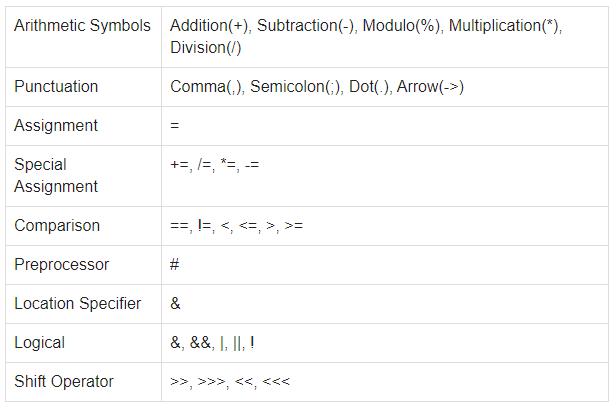 Arithmetic Symbols
Addition(+), Subtraction(-), Modulo(%), Multiplication(*),
Division(/)
Punctuation
Comma(,), Semicolon(;), Dot(.), Arrow(->)
Assignment
=
Special
Assignment
+=, /=, *=, -=
Comparison
==, !=, <, <=, >, >=
Preprocessor
#
Location Specifier
&
Logical
&, &&, |, ||, !
Shift Operator
>>, >>>, <<, <<<